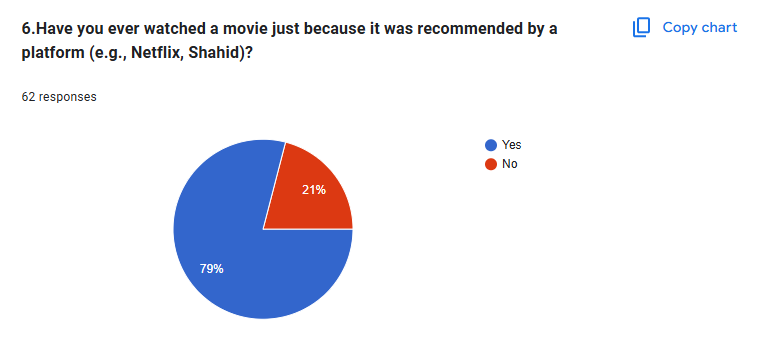 6.Have you ever watched a movie just because it was recommended by a
platform (e.g., Netflix, Shahid)?
Copy chart
62 responses
Yes
No
21%
79%